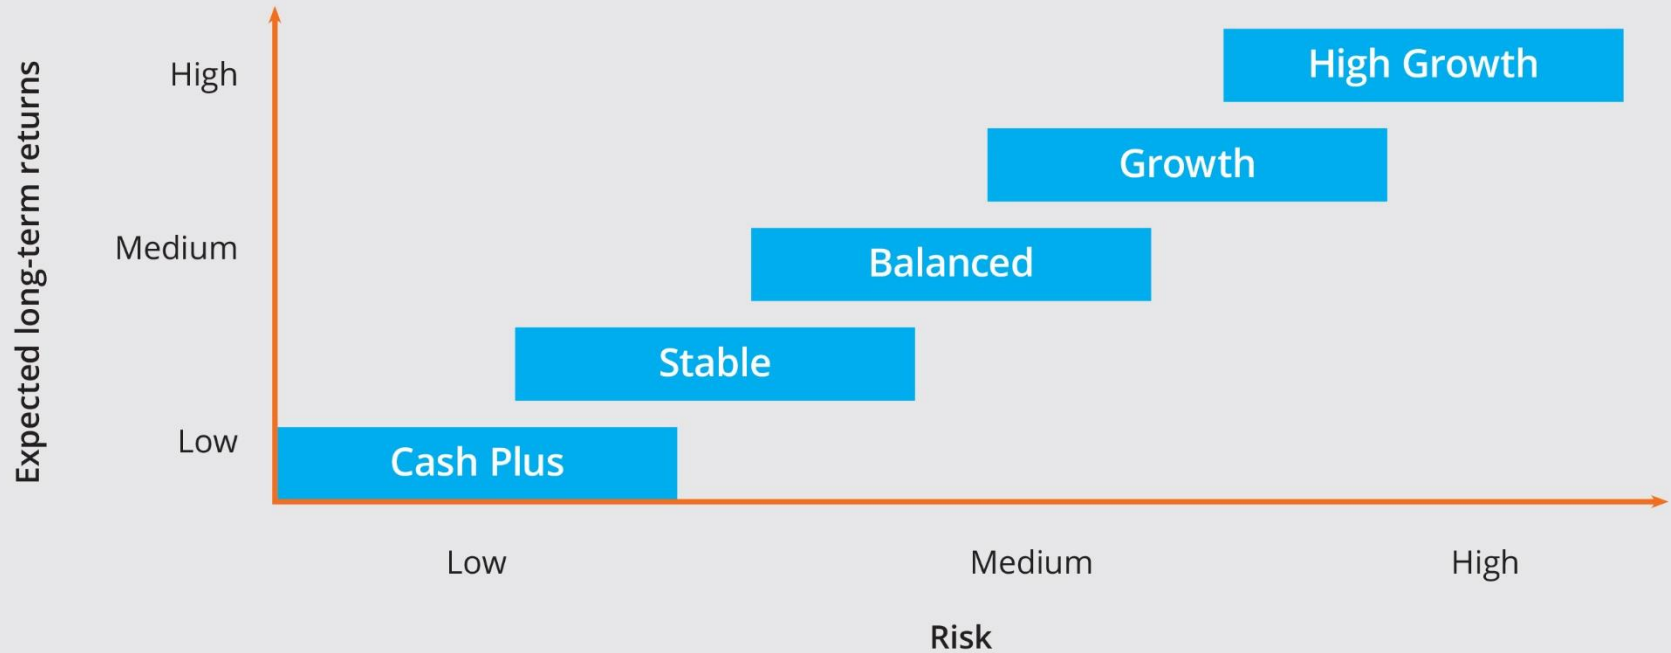 Expected long-term returns
High
High Growth
Growth
Medium
Balanced
Stable
Low
Cash Plus
Low
Medium
High
Risk